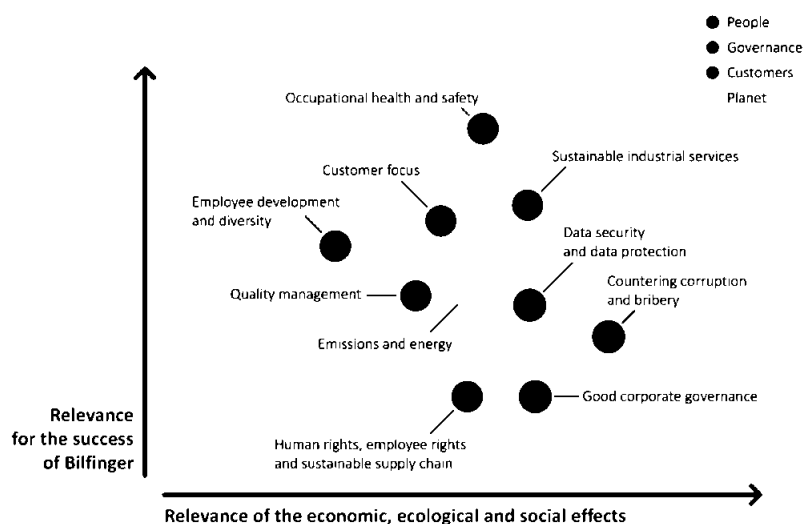 People
Governance
Customers
Planet
Occupational health and safety
Sustainable industrial services
Customer focus
Employee development
and diversity
Data security
and data protection
Countering corruption
and bribery
Quality management
Emissions and energy
Good corporate governance
Human rights, employee rights
and sustainable supply chain
Relevance
for the success
of Bilfinger
Relevance of the economic, ecological and social effects